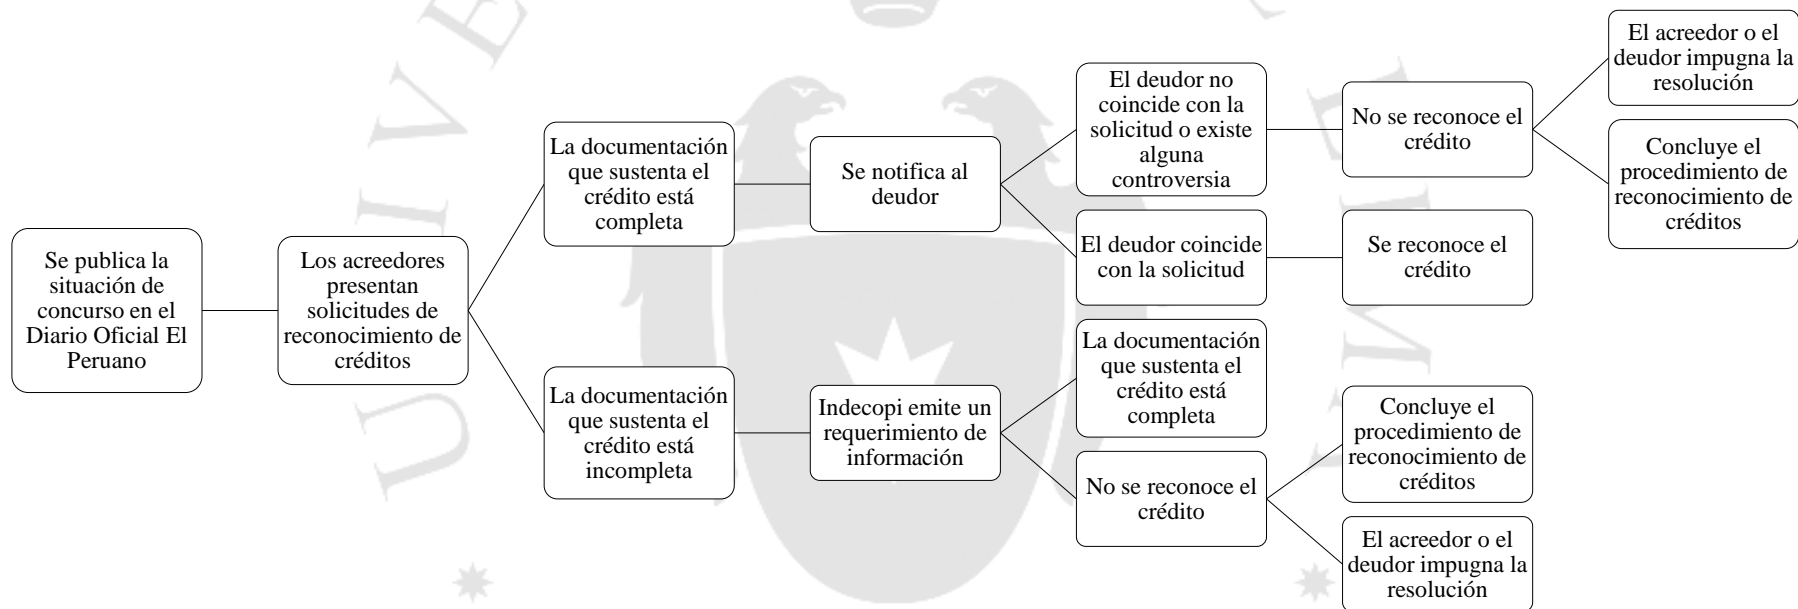 Se publica la
situación de
concurso en el
Diario Oficial El
Peruano
Los acreedores
presentan
solicitudes de
reconocimiento de
créditos
La documentación
que sustenta el
crédito está
completa
Se notifica al
deudor
El deudor no
coincide con la
solicitud o existe
alguna
controversia
No se reconoce el
crédito
El acreedor o el
deudor impugna la
resolución
Concluye el
procedimiento de
reconocimiento de
créditos
El deudor coincide
con la solicitud
Se reconoce el
crédito
La documentación
que sustenta el
crédito está
incompleta
Indecopi emite un
requerimiento de
información
La documentación
que sustenta el
crédito está
completa
No se reconoce el
crédito
Concluye el
procedimiento de
reconocimiento de
créditos
El acreedor o el
deudor impugna la
resolución